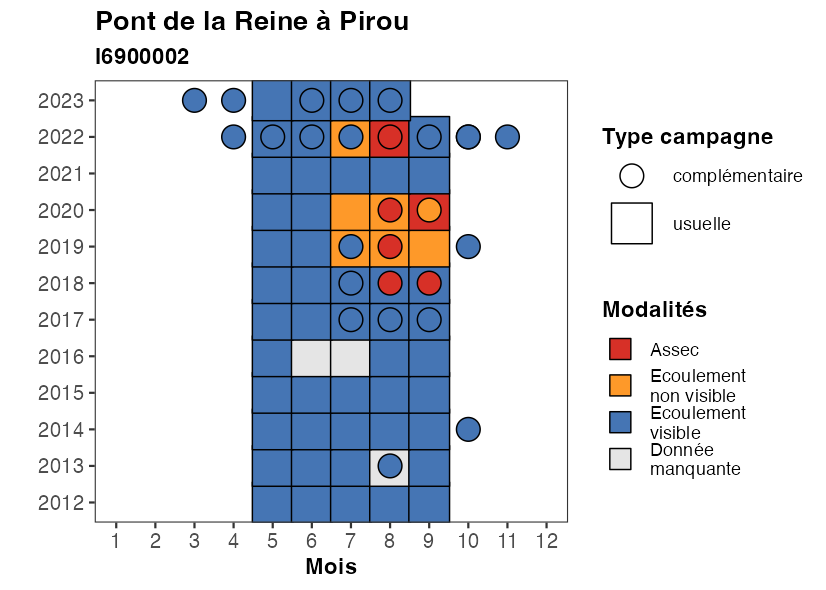 Pont de la Reine à Pirou
I6900002
2023
2022
2021
2020
2019
2018
2017
2016
2015
2014
2013
2012
1 2 3 4 5 6 7 8 9 10 11 12
Mois
Type campagne
complémentaire
usuelle
Modalités
Assec
Ecoulement
non visible
Ecoulement
visible
Donnée
manquante